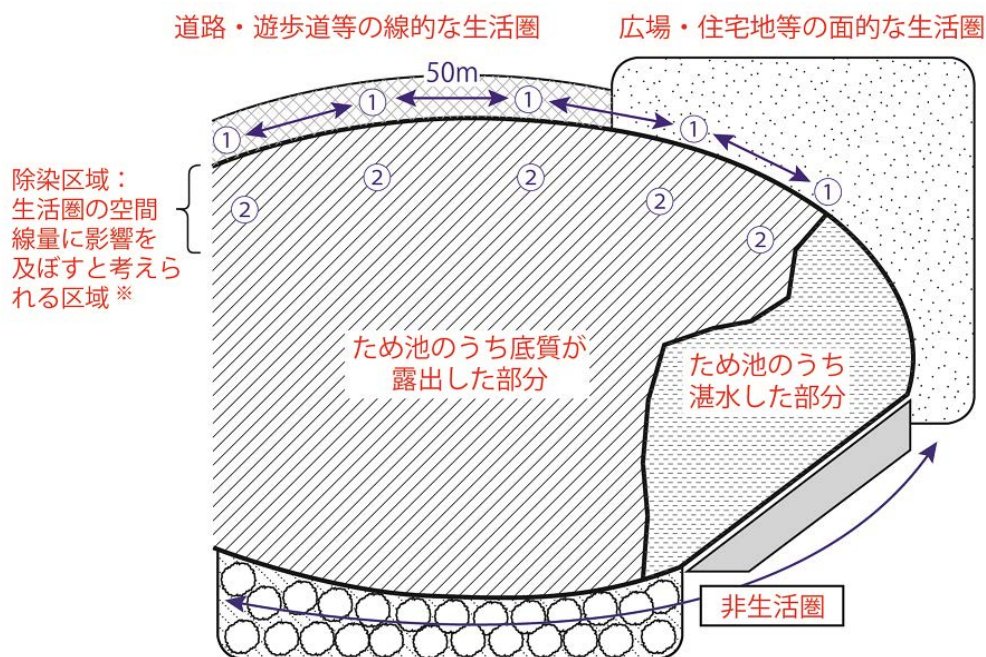 道路・遊歩道等の線的な生活圏
広場・住宅地等の面的な生活圏
50m
① ① ① ① ①
除染区域：
生活圏の空間
線量に影響を
及ぼすと考えら
れる区域※
② ② ② ② ②
ため池のうち底質が
露出した部分
ため池のうち
湛水した部分
非生活圏